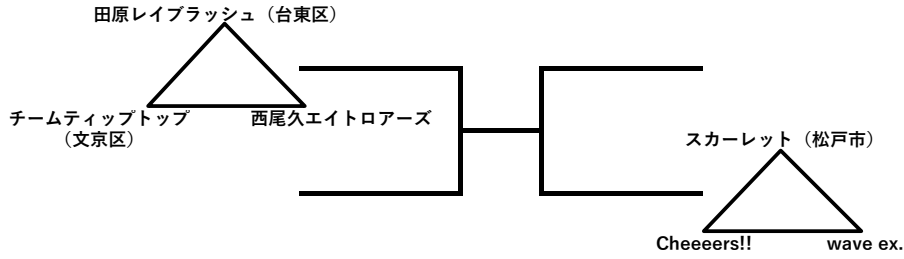 田原レイブラッシュ（台東区）
チームティップトップ
（文京区）
西尾久エイトロアーズ
スカーレット（松戸市）
Cheeeers!!
wave ex.